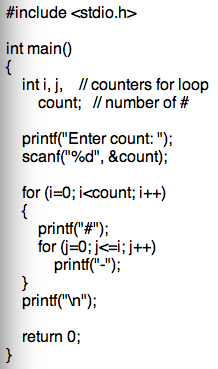 #include <stdio.h>
int main()
{
int i, j, // counters for loop
count; // number of #
printf("Enter count: ");
scanf("%d", &count);
for (i=0; i<count; i++)
{
printf("#");
for (j=0; j<=i; j++)
printf("-");
}
printf("\n");
return 0;
}